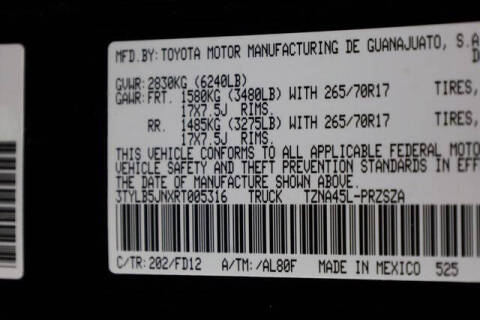 MFD.BY: TOYOTA MOTOR MANUFACTURING DE GUANAJUATO, S.A
GVWR: 2830KG (6240LB)
GAWR: FRT. 1580KG (3480LB) WITH 265/70R17 TIRES,
17X7.5J RIMS.
RR. 1485KG (3275LB) WITH 265/70R17 TIRES,
17X7.5J RIMS.
THIS VEHICLE CONFORMS TO ALL APPLICABLE FEDERAL MOTO
VEHICLE SAFETY AND THEFT PREVENTION STANDARDS IN EFF
THE DATE OF MANUFACTURE SHOWN ABOVE.
3TYLB5JNXRT005316 TRUCK TZNA45L-PRZSZA
C/TR: 202/FD12 A/TM: /AL80F MADE IN MEXICO 525